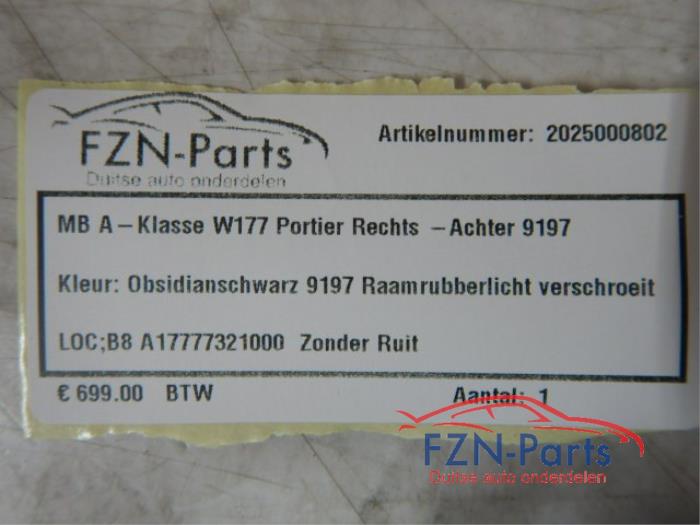 FZN-Parts
Duitse auto onderdelen
Artikelnummer: 2025000802
MB A-Klasse W177 Portier Rechts -Achter 9197
Kleur: Obsidianschwarz 9197 Raamrubberlicht verschroeit
LOC;B8 A17777321000 Zonder Ruit
€ 699.00 BTW
Aantal: 1
FZN-Parts
Duitse auto onderdelen